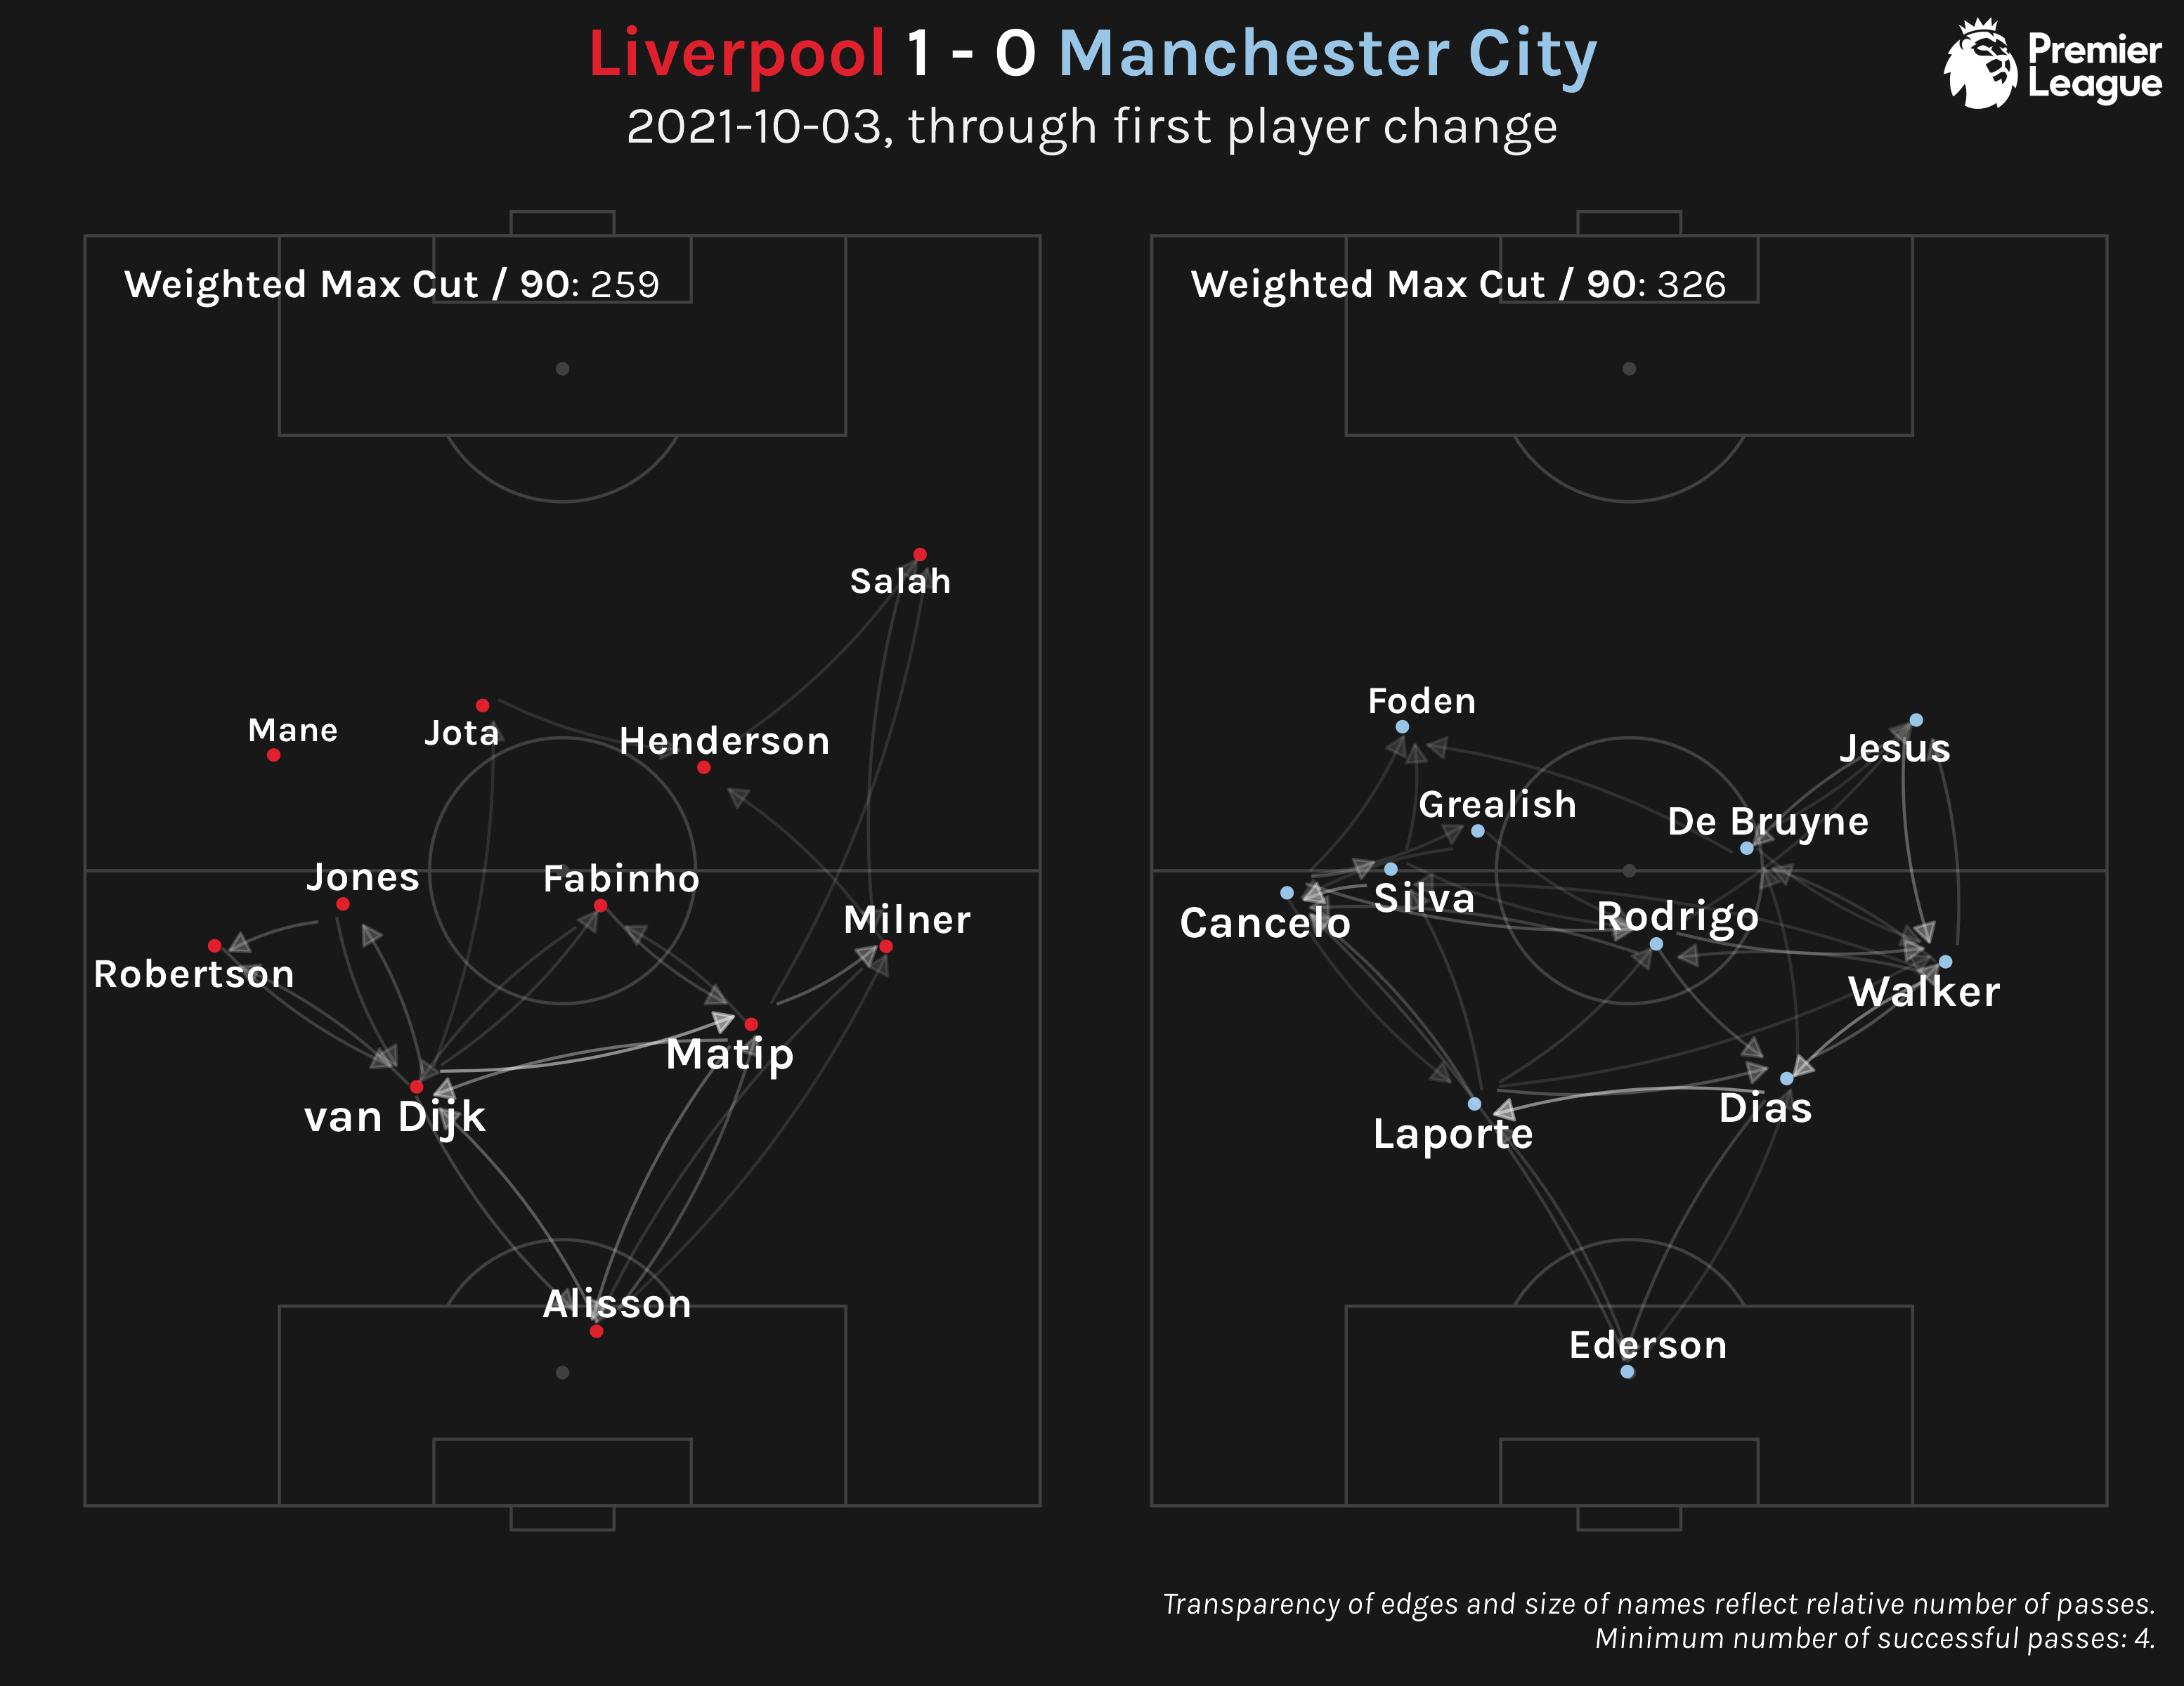 Liverpool 1 - 0 Manchester City
2021-10-03, through first player change
Premier
League
Weighted Max Cut / 90: 259
Salah
Mane
Jota
Henderson
Jones
Fabinho
Milner
Robertson
Matip
van Dijk
Alisson
Weighted Max Cut / 90: 326
Foden
Jesus
Grealish
De Bruyne
Silva
Cancelo
Rodrigo
Walker
Dias
Laporte
Ederson
Transparency of edges and size of names reflect relative number of passes.
Minimum number of successful passes: 4.